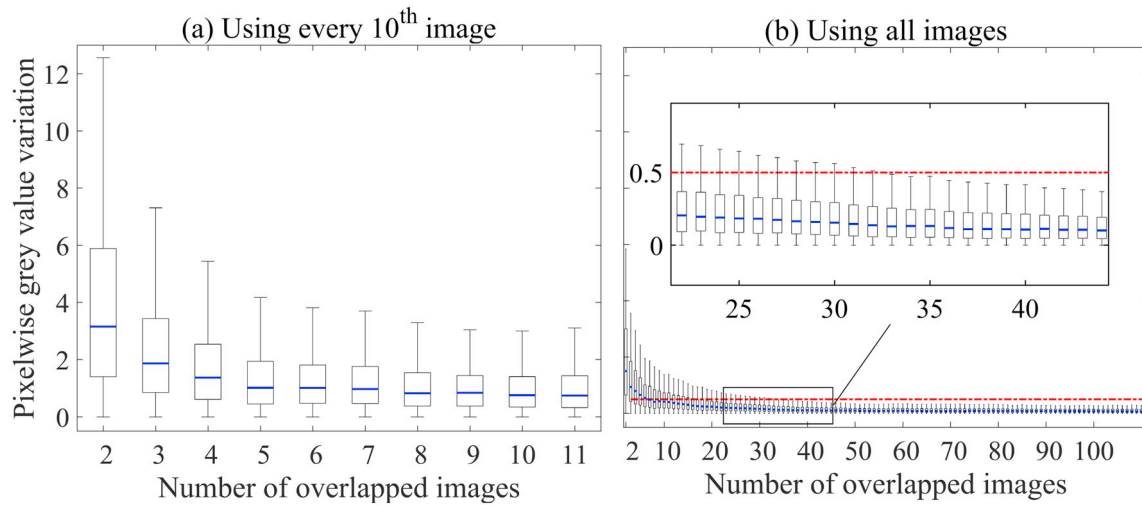 (a) Using every 10th image
Pixelwise grey value variation
12
10
8
6
4
2
0
2 3 4 5 6 7 8 9 10 11
Number of overlapped images
(b) Using all images
0.5
0
25 30 35 40
2 10 20 30 40 50 60 70 80 90 100
Number of overlapped images